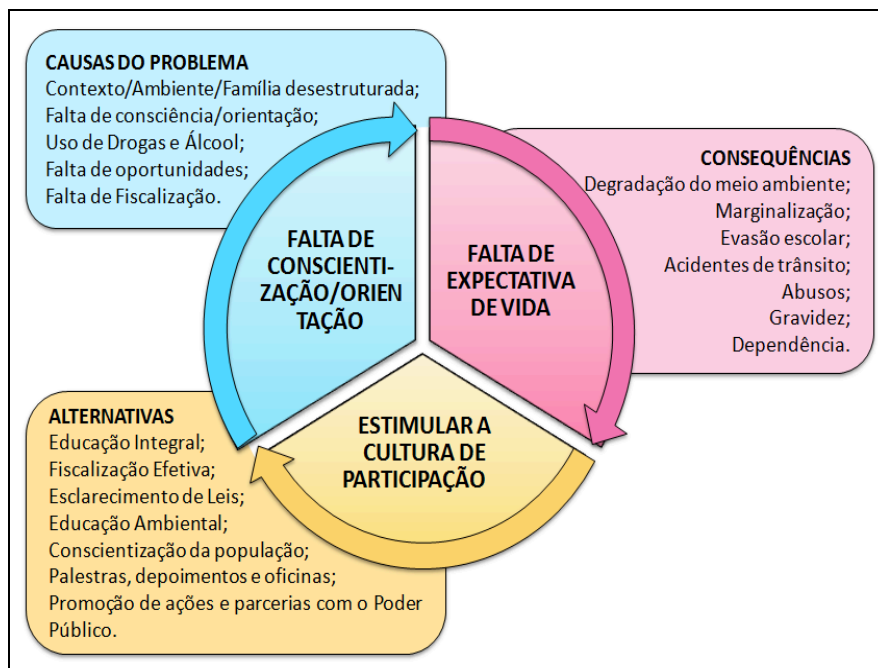 CAUSAS DO PROBLEMA
Contexto/Ambiente/Família desestruturada;
Falta de consciência/orientação;
Uso de Drogas e Álcool;
Falta de oportunidades;
Falta de Fiscalização.
FALTA DE
CONSCIENTI-
ZAÇÃO/ORIEN
TAÇÃO
FALTA DE
EXPECTATIVA
DE VIDA
CONSEQUÊNCIAS
Degradação do meio ambiente;
Marginalização;
Evasão escolar;
Acidentes de trânsito;
Abusos;
Gravidez;
Dependência.
ESTIMULAR A
CULTURA DE
PARTICIPAÇÃO
ALTERNATIVAS
Educação Integral;
Fiscalização Efetiva;
Esclarecimento de Leis;
Educação Ambiental;
Conscientização da população;
Palestras, depoimentos e oficinas;
Promoção de ações e parcerias com o Poder
Público.